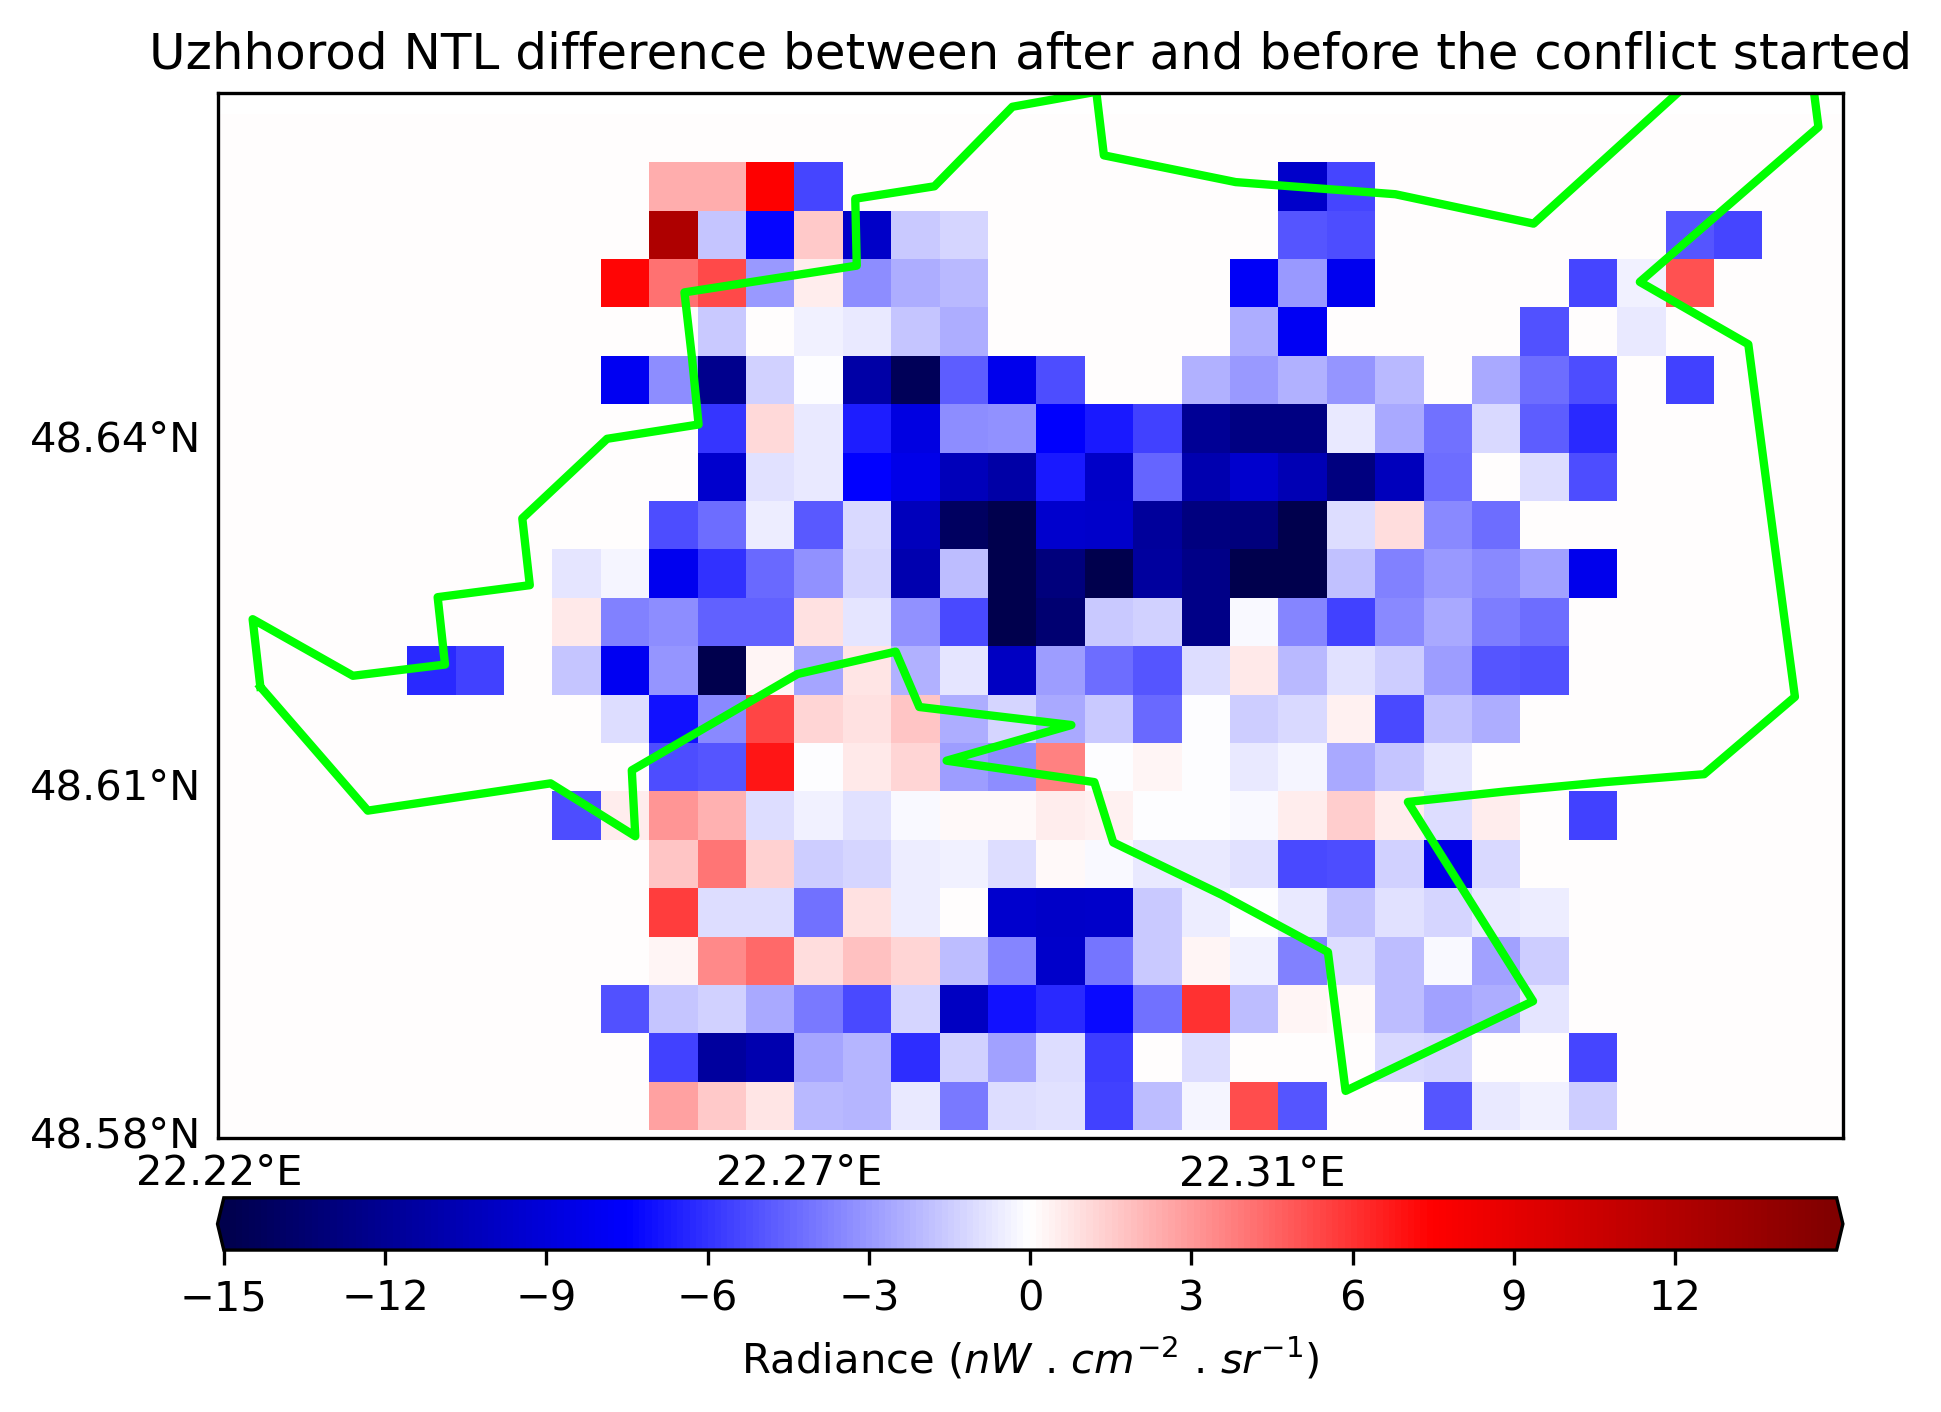 Uzhhorod NTL difference between after and before the conflict started
48.64°N
48.61°N
48.58°N
22.22°E 22.27°E 22.31°E
−15 −12 −9 −6 −3 0 3 6 9 12
Radiance (nW . cm⁻² . sr⁻¹)